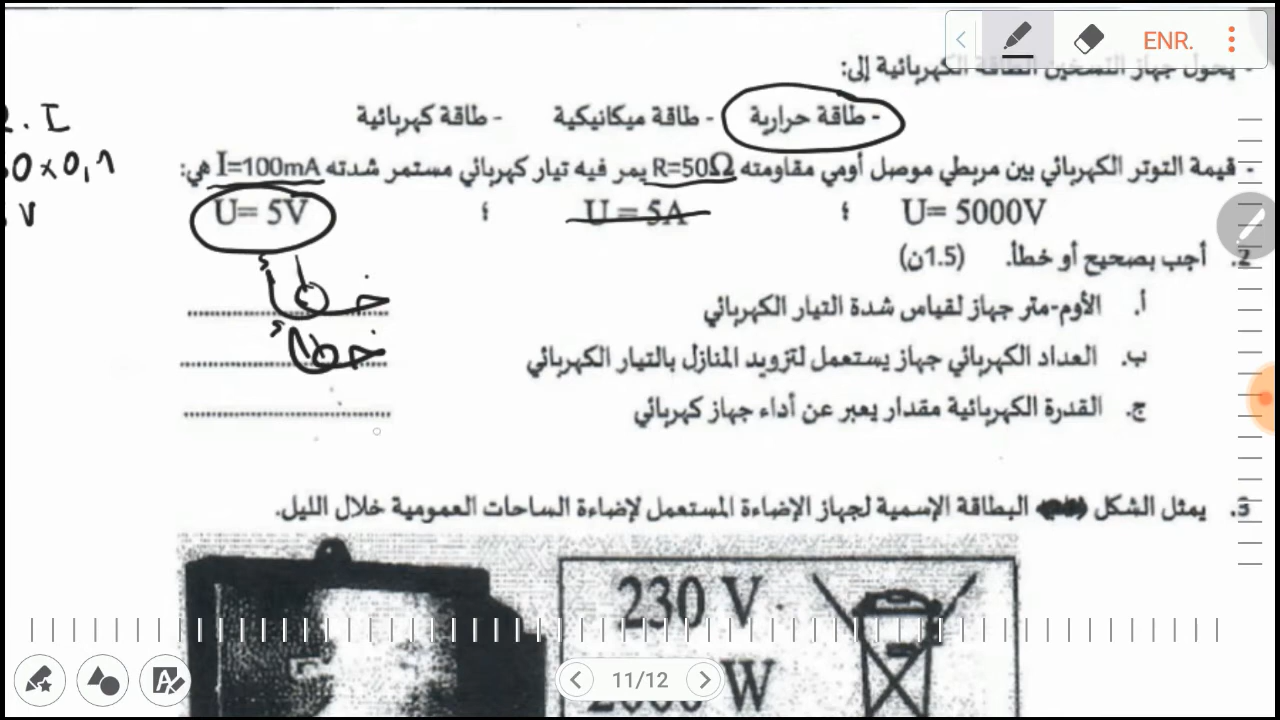 ENR.
- يحول جهاز التسخين الطاقة الكهربائية إلى:
- طاقة حرارية - طاقة ميكانيكية - طاقة كهربائية
R . I
- قيمة التوتر الكهربائي بين مربطي موصل أومي مقاومته R=50Ω يمر فيه تيار كهربائي مستمر شدته I=100mA هي:
0 x 0,1
U= 5000V ؛ U = 5A ؛ U= 5V
V
2. أجب بصحيح أو خطأ. (1.5ن)
أ. الأوم-متر جهاز لقياس شدة التيار الكهربائي ........ خطأ
ب. العداد الكهربائي جهاز يستعمل لتزويد المنازل بالتيار الكهربائي ........ خطأ
ج. القدرة الكهربائية مقدار يعبر عن أداء جهاز كهربائي ........
3. يمثل الشكل البطاقة الإسمية لجهاز الإضاءة المستعمل لإضاءة الساحات العمومية خلال الليل.
230 V
2000 W
11/12